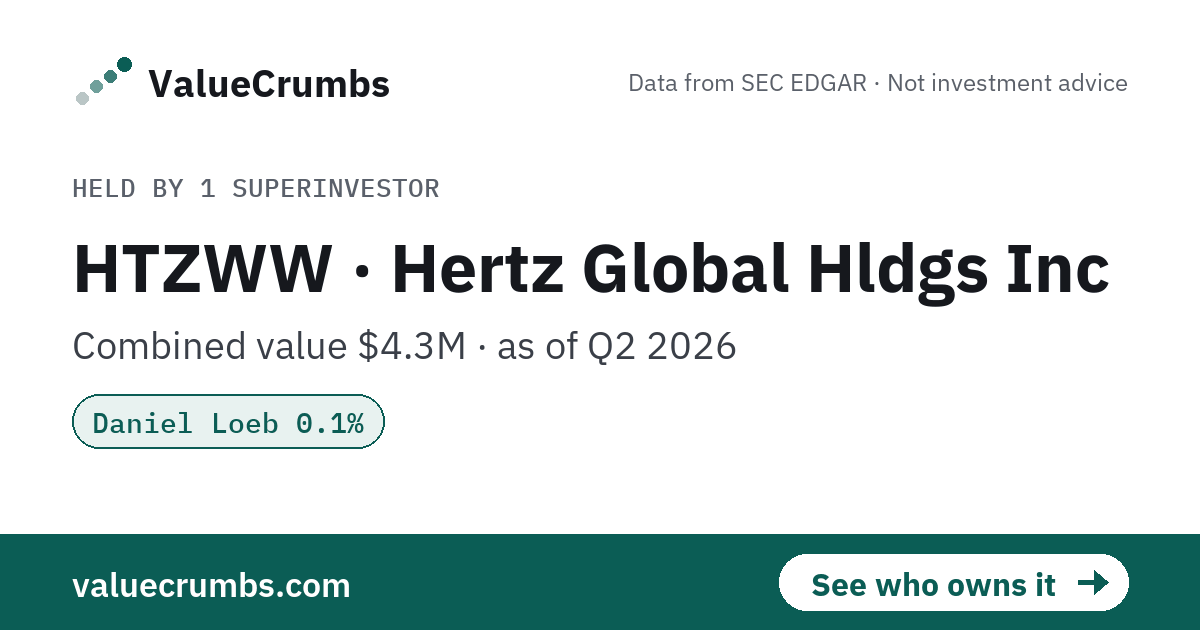 ValueCrumbs
Data from SEC EDGAR · Not investment advice
HELD BY 1 SUPERINVESTOR
HTZWW · Hertz Global Hldgs Inc
Combined value $4.3M · as of Q2 2026
Daniel Loeb 0.1%
valuecrumbs.com
See who owns it →